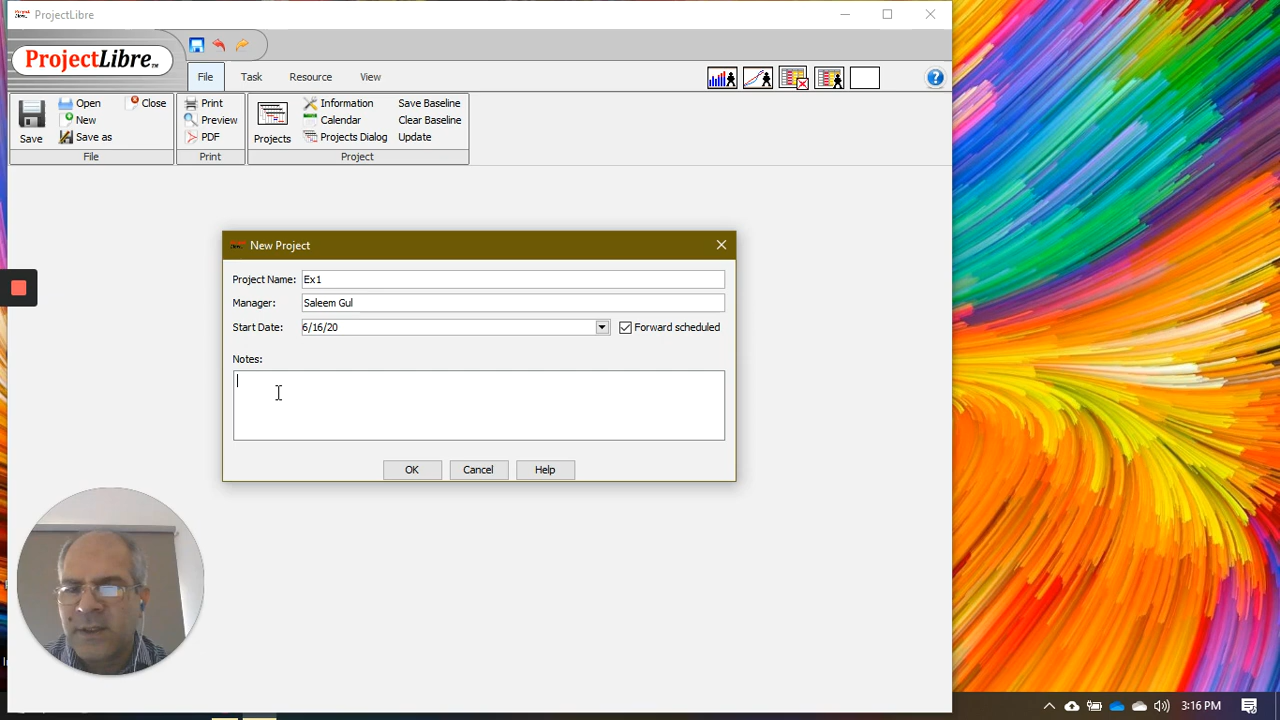 ProjectLibre
ProjectLibre™
File
Task
Resource
View
Save
Open
New
Save as
Close
File
Print
Preview
PDF
Print
Projects
Information
Calendar
Projects Dialog
Save Baseline
Clear Baseline
Update
Project
New Project
Project Name: Ex1
Manager: Saleem Gul
Start Date: 6/16/20 Forward scheduled
Notes:
OK Cancel Help
3:16 PM